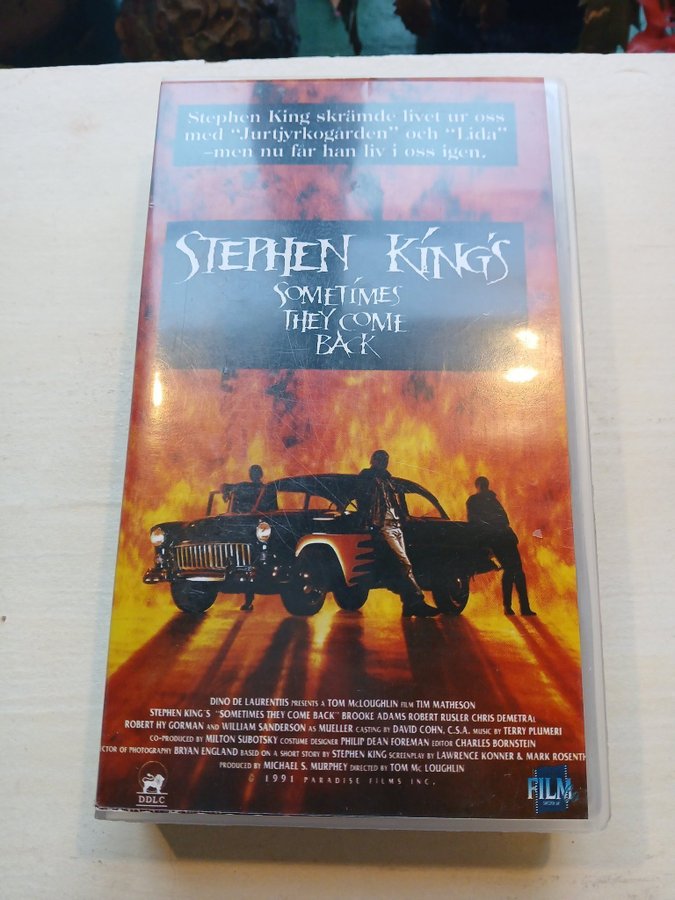 Stephen King skrämde livet ur oss
med "Jurtjyrkogården" och "Lida"
–men nu får han liv i oss igen.
STEPHEN KING'S
SOMETIMES
THEY COME
BACK
DINO DE LAURENTIIS PRESENTS A TOM McLOUGHLIN FILM TIM MATHESON
STEPHEN KING'S "SOMETIMES THEY COME BACK" BROOKE ADAMS ROBERT RUSLER CHRIS DEMETRAL
ROBERT HY GORMAN AND WILLIAM SANDERSON AS MUELLER CASTING BY DAVID COHN, C.S.A. MUSIC BY TERRY PLUMERI
CO-PRODUCED BY MILTON SUBOTSKY COSTUME DESIGNER PHILIP DEAN FOREMAN EDITOR CHARLES BORNSTEIN
CTOR OF PHOTOGRAPHY BRYAN ENGLAND BASED ON A SHORT STORY BY STEPHEN KING SCREENPLAY BY LAWRENCE KONNER & MARK ROSENTH
PRODUCED BY MICHAEL S. MURPHEY DIRECTED BY TOM Mc LOUGHLIN
© 1991 PARADISE FILMS INC.
DDLC
FILM